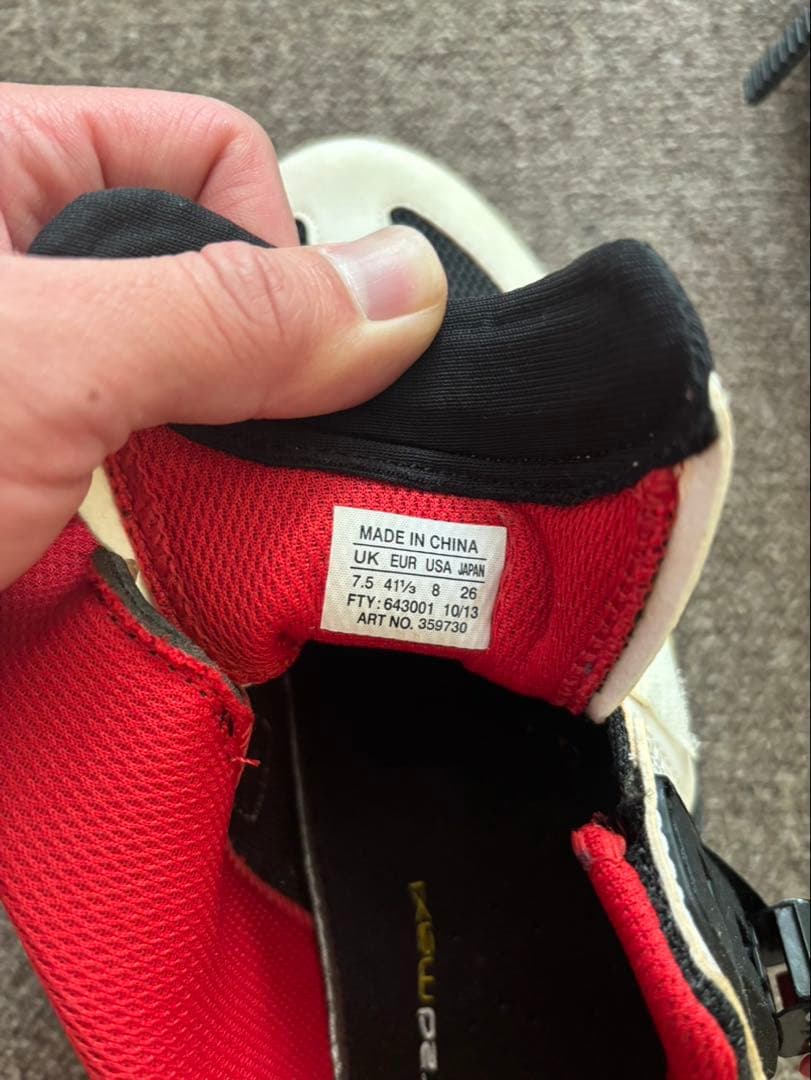 MADE IN CHINA
UK EUR USA JAPAN
7.5 41⅓ 8 26
FTY: 643001 10/13
ART NO. 359730